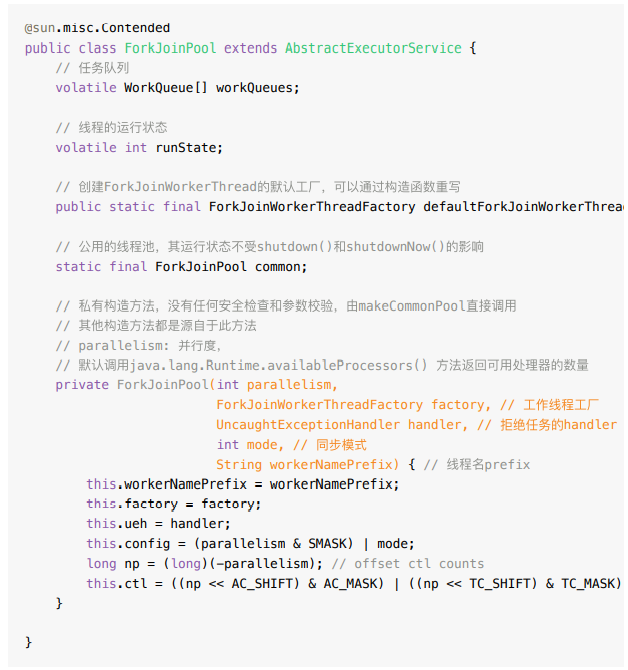 @sun.misc.Contended
public class ForkJoinPool extends AbstractExecutorService {
// 任务队列
volatile WorkQueue[] workQueues;
// 线程的运行状态
volatile int runState;
// 创建ForkJoinWorkerThread的默认工厂，可以通过构造函数重写
public static final ForkJoinWorkerThreadFactory defaultForkJoinWorkerThread
// 公用的线程池，其运行状态不受shutdown()和shutdownNow()的影响
static final ForkJoinPool common;
// 私有构造方法，没有任何安全检查和参数校验，由makeCommonPool直接调用
// 其他构造方法都是源自于此方法
// parallelism: 并行度，
// 默认调用java.lang.Runtime.availableProcessors() 方法返回可用处理器的数量
private ForkJoinPool(int parallelism,
ForkJoinWorkerThreadFactory factory, // 工作线程工厂
UncaughtExceptionHandler handler, // 拒绝任务的handler
int mode, // 同步模式
String workerNamePrefix) { // 线程名prefix
this.workerNamePrefix = workerNamePrefix;
this.factory = factory;
this.ueh = handler;
this.config = (parallelism & SMASK) | mode;
long np = (long)(-parallelism); // offset ctl counts
this.ctl = ((np << AC_SHIFT) & AC_MASK) | ((np << TC_SHIFT) & TC_MASK)
}
}